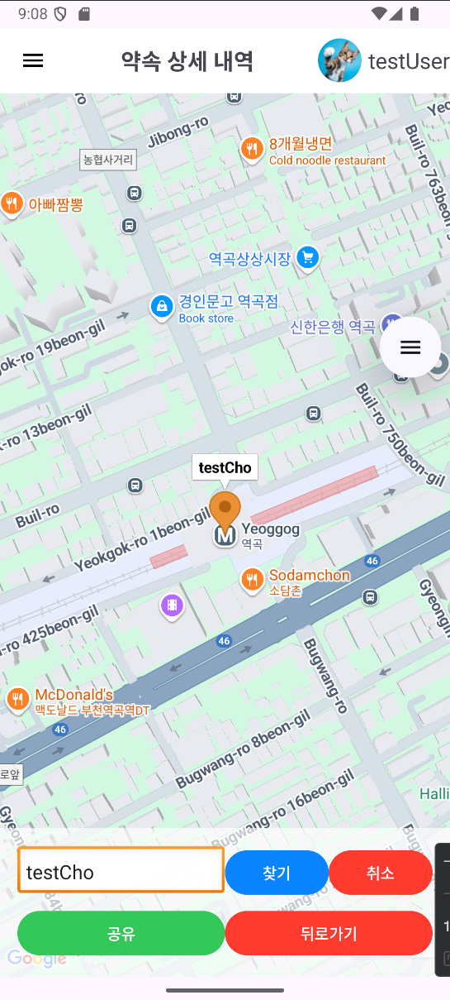 9:08
약속 상세 내역
testUser
ro
Jibong-ro
Yeo
8개월냉면
Cold noodle restaurant
농협사거리
Buil-ro 763beon-gil
아빠짬뽕
역곡상상시장
경인문고 역곡점
Book store
신한은행 역곡
gok-ro 19beon-gil
k-ro 13beon-gil
Buil-ro 750beon-gil
testCho
Buil-ro
Yeokgok-ro 1beon-gil
M
Yeoggog
역곡
46
Sodamchon
소담촌
Gyeongin
-ro 425beon-gil
46
Bugwang-ro
McDonald's
맥도날드 부천역곡역DT
46
Bugwang-ro 8beon-gil
로앞
Bugwang-ro 16beon-gil
Halli
Gyeong
testCho
찾기
취소
공유
뒤로가기
Google